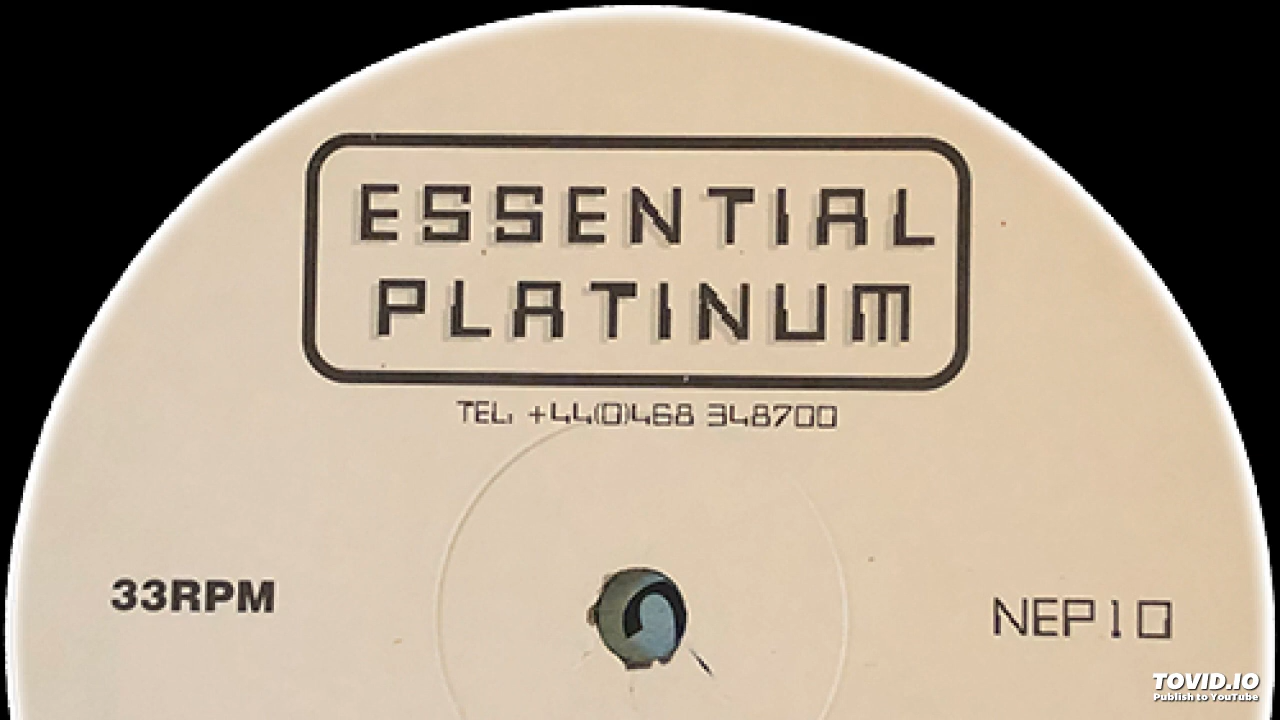 ESSENTIAL
PLATINUM
TEL. +44(0)468 348700
33RPM
NEP10
TOVID.IO
Publish to YouTube